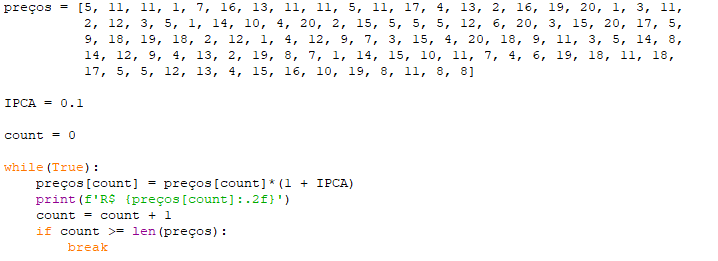 preços = [5, 11, 11, 1, 7, 16, 13, 11, 11, 5, 11, 17, 4, 13, 2, 16, 19, 20, 1, 3, 11,
2, 12, 3, 5, 1, 14, 10, 4, 20, 2, 15, 5, 5, 5, 12, 6, 20, 3, 15, 20, 17, 5,
9, 18, 19, 18, 2, 12, 1, 4, 12, 9, 7, 3, 15, 4, 20, 18, 9, 11, 3, 5, 14, 8,
14, 12, 9, 4, 13, 2, 19, 8, 7, 1, 14, 15, 10, 11, 7, 4, 6, 19, 18, 11, 18,
17, 5, 5, 12, 13, 4, 15, 16, 10, 19, 8, 11, 8, 8]
IPCA = 0.1
count = 0
while(True):
preços[count] = preços[count]*(1 + IPCA)
print(f'R$ {preços[count]:.2f}')
count = count + 1
if count >= len(preços):
break